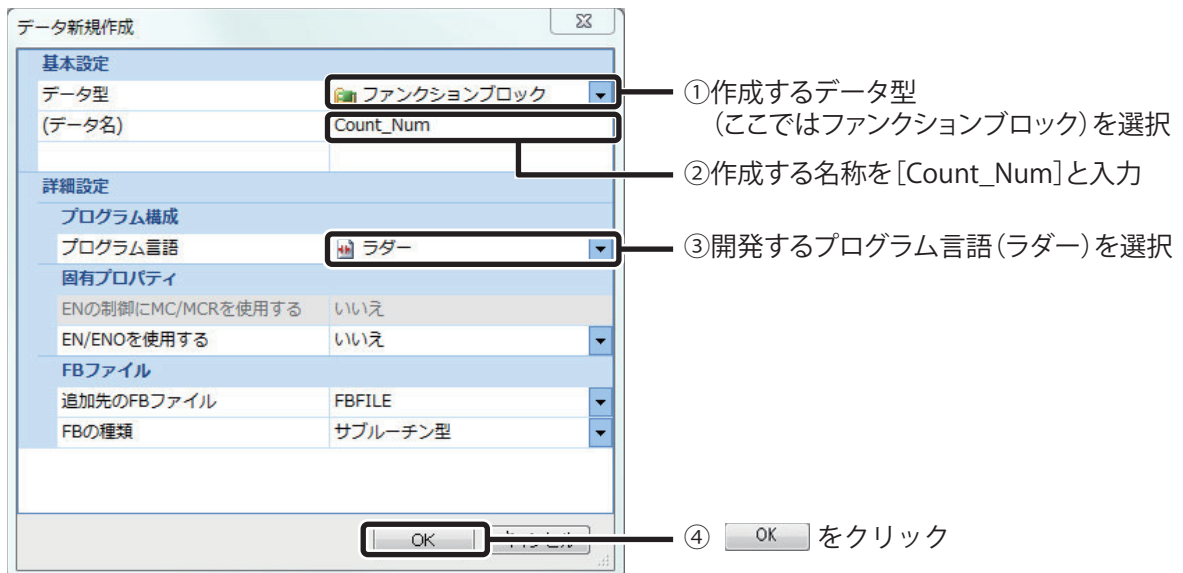 データ新規作成
基本設定
データ型 ファンクションブロック
(データ名) Count_Num
詳細設定
プログラム構成
プログラム言語 ラダー
固有プロパティ
ENの制御にMC/MCRを使用する いいえ
EN/ENOを使用する いいえ
FBファイル
追加先のFBファイル FBFILE
FBの種類 サブルーチン型
OK キャンセル
①作成するデータ型
（ここではファンクションブロック）を選択
②作成する名称を［Count_Num］と入力
③開発するプログラム言語（ラダー）を選択
④ OK をクリック